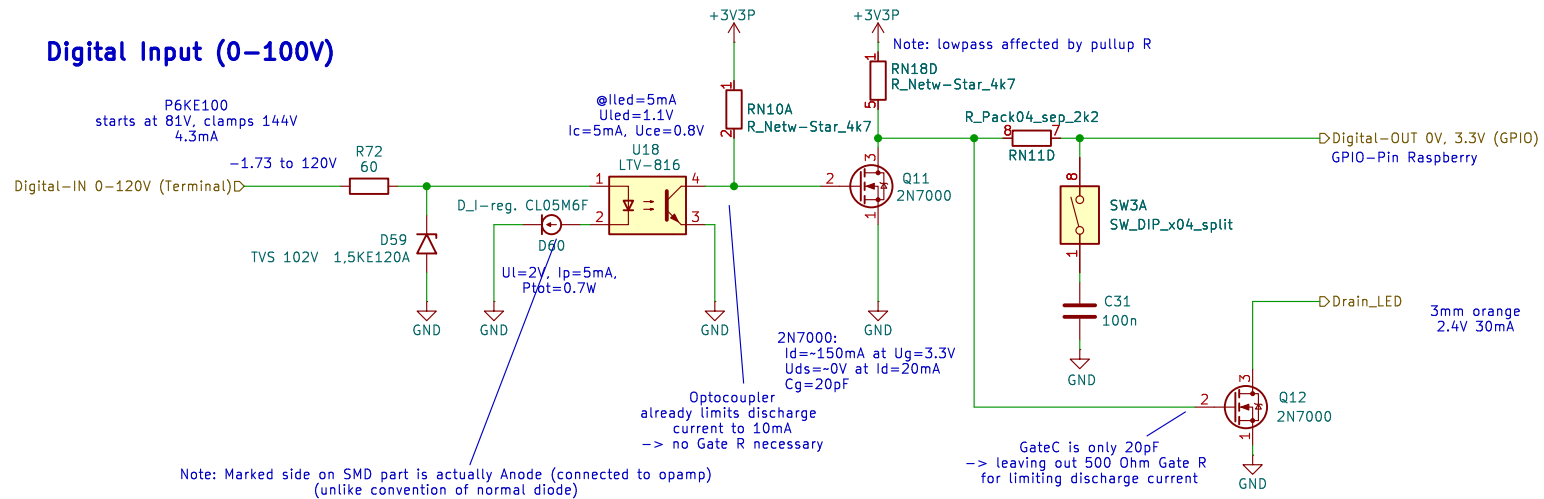 Digital Input (0-100V)
P6KE100
starts at 81V, clamps 144V
4.3mA
-1.73 to 120V
Digital-IN 0-120V (Terminal)
R72
60
D59
TVS 102V 1,5KE120A
GND
D_I-reg. CL05M6F
D60
Ul=2V, Ip=5mA,
Ptot=0.7W
GND
@Iled=5mA
Uled=1.1V
Ic=5mA, Uce=0.8V
U18
LTV-816
1
2
4
3
GND
+3V3P
1
2
RN10A
R_Netw-Star_4k7
+3V3P
Note: lowpass affected by pullup R
1
5
RN18D
R_Netw-Star_4k7
3
2
1
Q11
2N7000
GND
R_Pack04_sep_2k2
8
7
RN11D
Digital-OUT 0V, 3.3V (GPIO)
GPIO-Pin Raspberry
8
1
SW3A
SW_DIP_x04_split
C31
100n
GND
Drain_LED
3mm orange
2.4V 30mA
2N7000:
Id=~150mA at Ug=3.3V
Uds=~0V at Id=20mA
Cg=20pF
Optocoupler
already limits discharge
current to 10mA
-> no Gate R necessary
3
2
1
Q12
2N7000
GND
GateC is only 20pF
-> leaving out 500 Ohm Gate R
for limiting discharge current
Note: Marked side on SMD part is actually Anode (connected to opamp)
(unlike convention of normal diode)